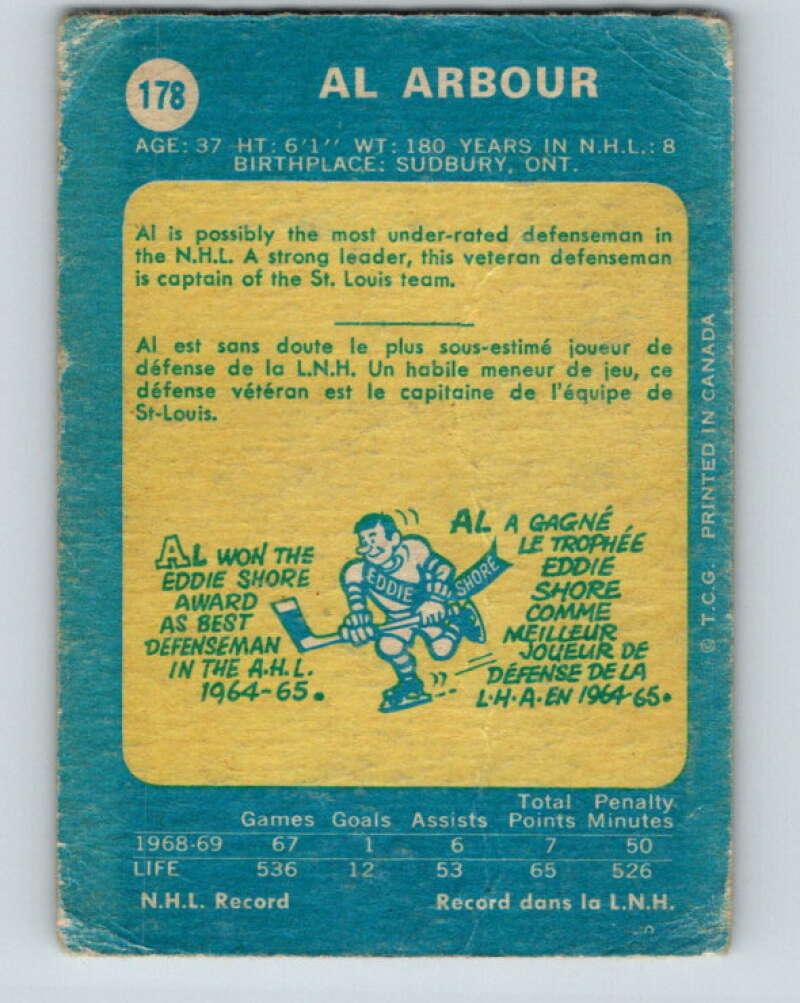 178
AL ARBOUR
AGE: 37 HT: 6'1'' WT: 180 YEARS IN N.H.L.: 8
BIRTHPLACE: SUDBURY, ONT.
Al is possibly the most under-rated defenseman in
the N.H.L. A strong leader, this veteran defenseman
is captain of the St. Louis team.
Al est sans doute le plus sous-estimé joueur de
défense de la L.N.H. Un habile meneur de jeu, ce
défense vétéran est le capitaine de l'équipe de
St-Louis.
AL WON THE
EDDIE SHORE
AWARD
AS BEST
DEFENSEMAN
IN THE A.H.L.
1964-65.
EDDIE SHORE
AL A GAGNÉ
LE TROPHÉE
EDDIE
SHORE
COMME
MEILLEUR
JOUEUR DE
DÉFENSE DE LA
L.H.A. EN 1964-65.
© T.C.G. PRINTED IN CANADA
Games Goals Assists Total Points Penalty Minutes
1968-69 67 1 6 7 50
LIFE 536 12 53 65 526
N.H.L. Record Record dans la L.N.H.